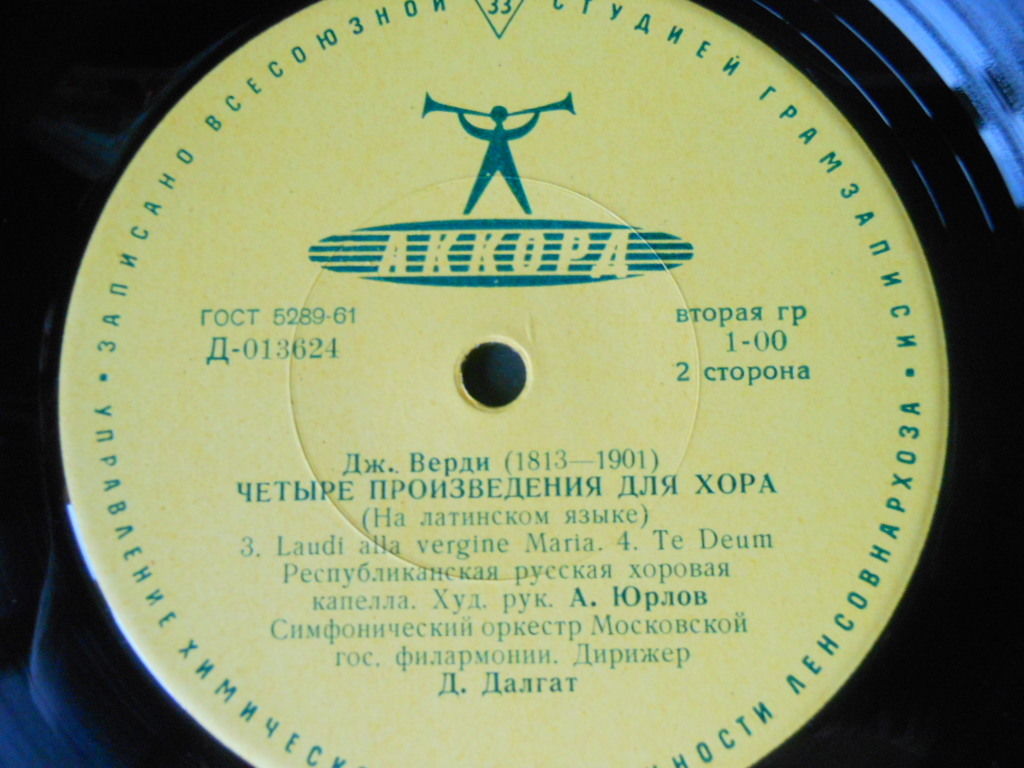 ЗАПИСАНО ВСЕСОЮЗНОЙ СТУДИЕЙ ГРАМЗАПИСИ
33
АККОРД
ГОСТ 5289-61
Д-013624
вторая гр
1-00
2 сторона
Дж. Верди (1813—1901)
ЧЕТЫРЕ ПРОИЗВЕДЕНИЯ ДЛЯ ХОРА
(На латинском языке)
3. Laudi alla vergine Maria. 4. Te Deum
Республиканская русская хоровая
капелла. Худ. рук. А. Юрлов
Симфонический оркестр Московской
гос. филармонии. Дирижер
Д. Далгат
УПРАВЛЕНИЕ ЛЕНСОВНАРХОЗА